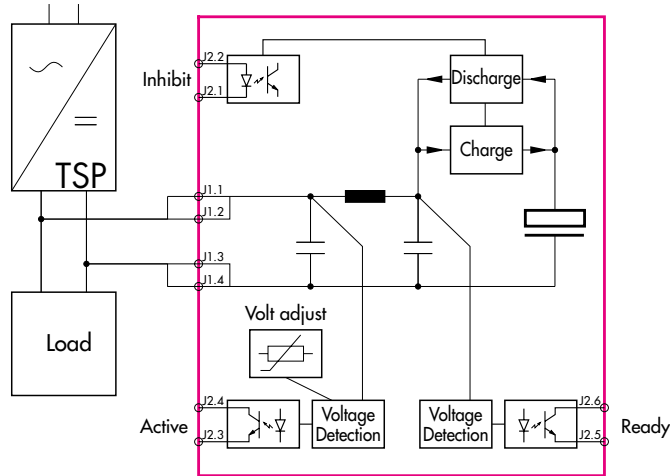 J2.2
Inhibit
J2.1
Discharge
Charge
TSP
J1.1
J1.2
J1.3
J1.4
Load
Volt adjust
J2.4
Active
J2.3
Voltage
Detection
Voltage
Detection
J2.6
Ready
J2.5